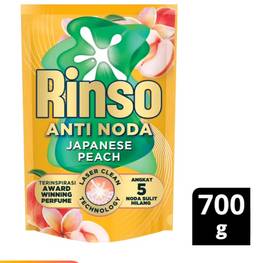 Rinso
ANTI NODA
JAPANESE
PEACH
TERINSPIRASI
AWARD
WINNING
PERFUME
LASER CLEAN
TECHNOLOGY
ANGKAT
5
NODA SULIT
HILANG
700
g